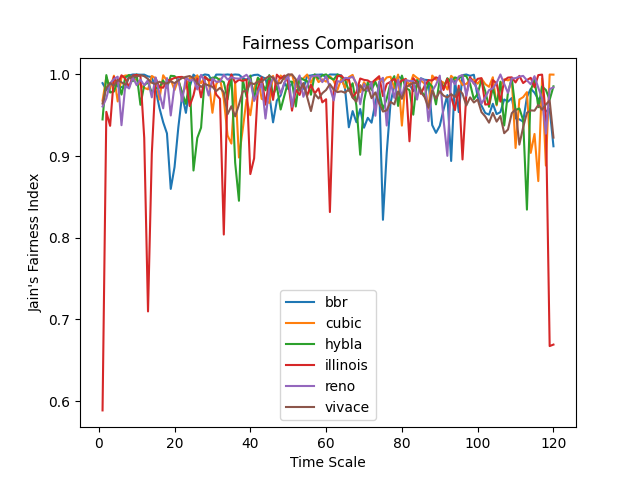 Fairness Comparison
Jain's Fairness Index
1.0
0.9
0.8
0.7
0.6
bbr
cubic
hybla
illinois
reno
vivace
0 20 40 60 80 100 120
Time Scale